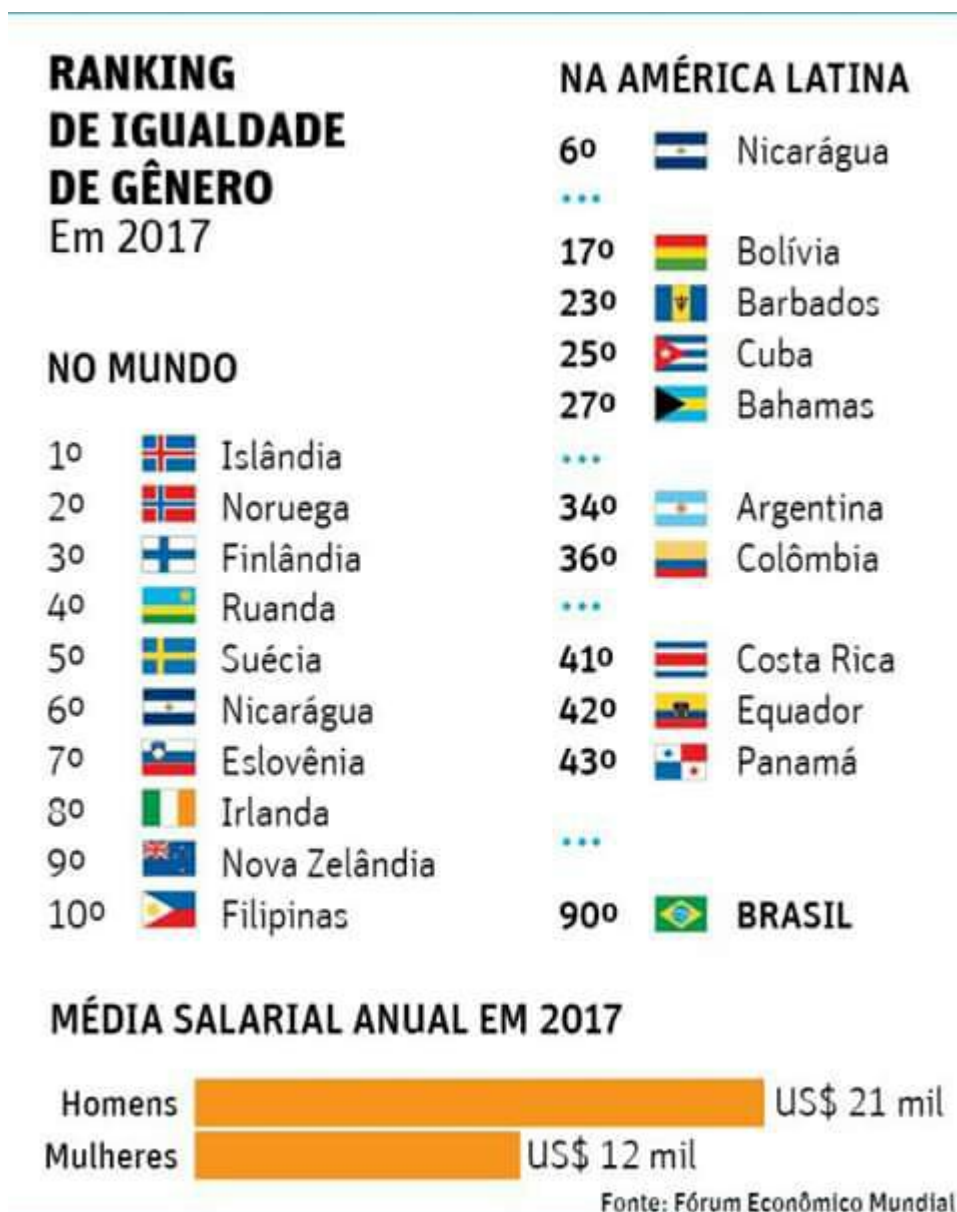 RANKING
DE IGUALDADE
DE GÊNERO
Em 2017
NO MUNDO
1º Islândia
2º Noruega
3º Finlândia
4º Ruanda
5º Suécia
6º Nicarágua
7º Eslovênia
8º Irlanda
9º Nova Zelândia
10º Filipinas
NA AMÉRICA LATINA
6º Nicarágua
...
17º Bolívia
23º Barbados
25º Cuba
27º Bahamas
...
34º Argentina
36º Colômbia
...
41º Costa Rica
42º Equador
43º Panamá
...
90º BRASIL
MÉDIA SALARIAL ANUAL EM 2017
Homens US$ 21 mil
Mulheres US$ 12 mil
Fonte: Fórum Econômico Mundial